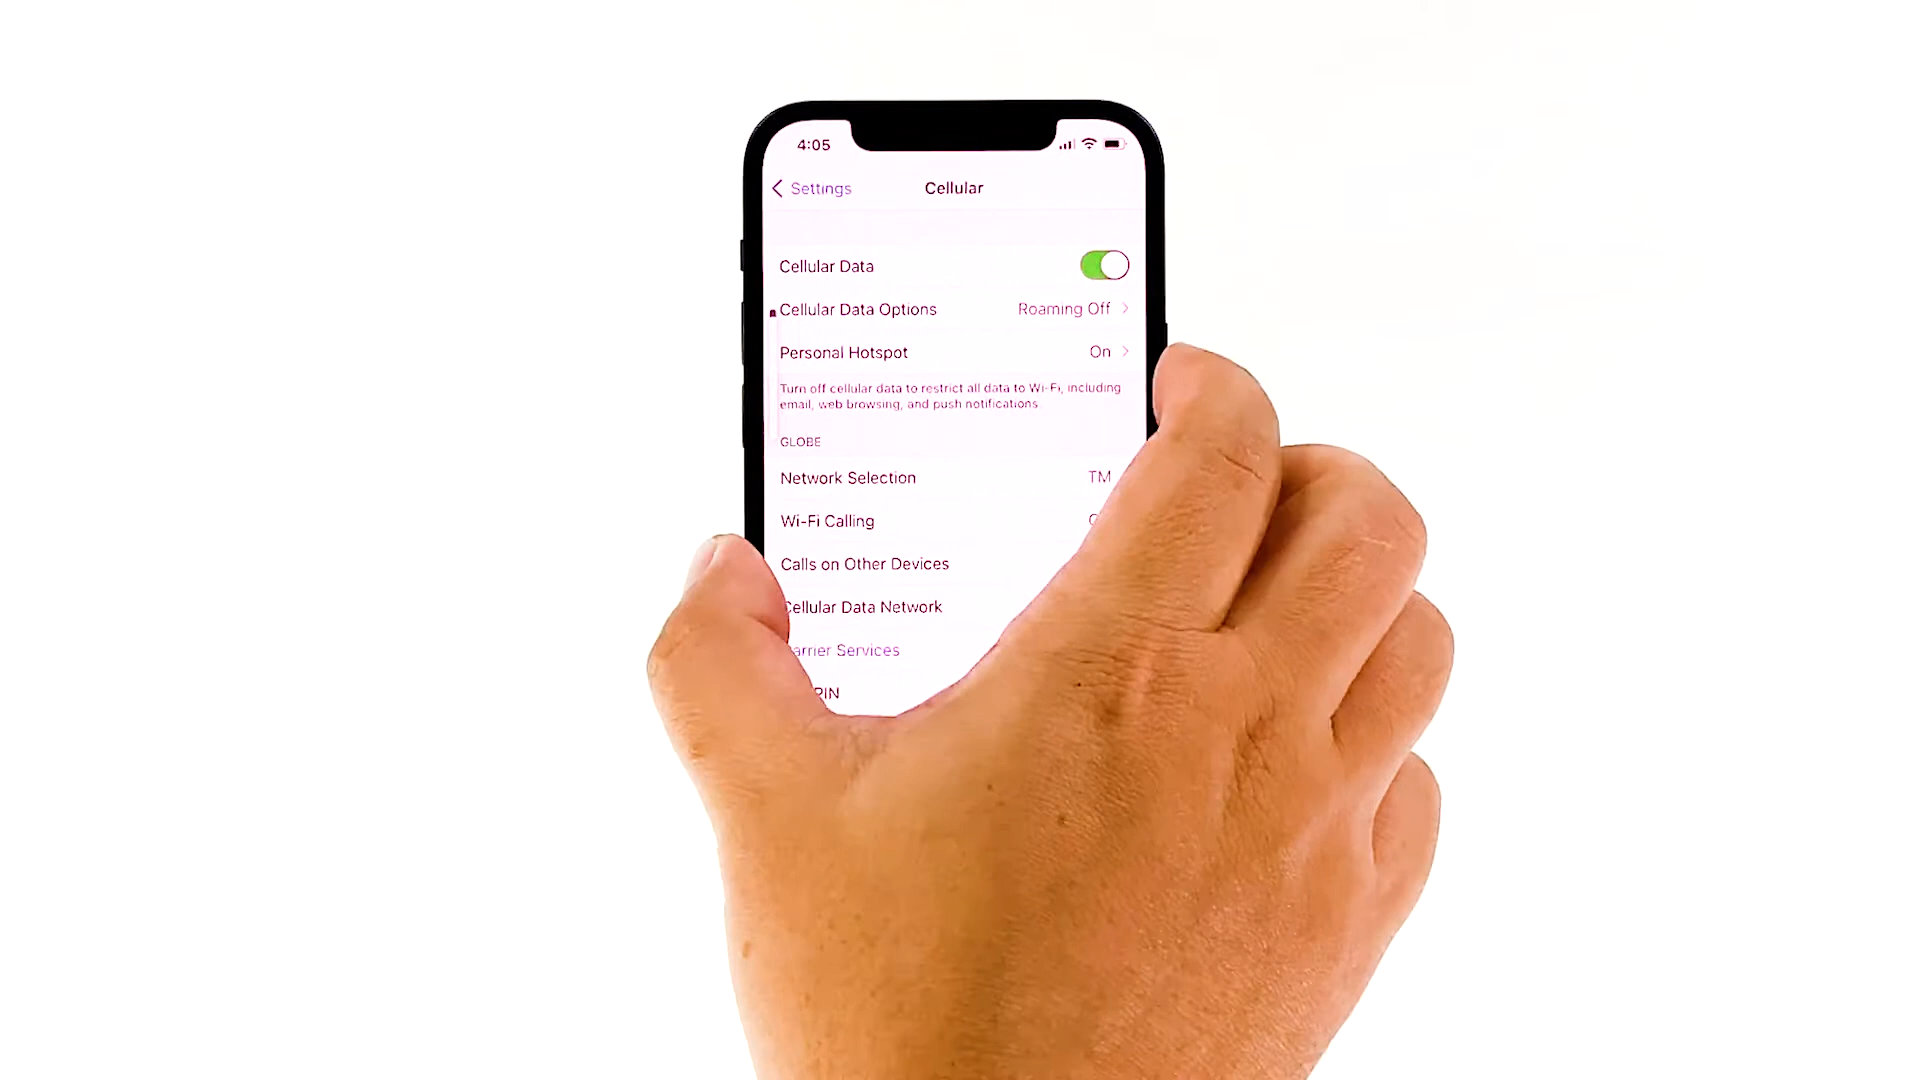 4:05
Settings
Cellular
Cellular Data
Cellular Data Options Roaming Off
Personal Hotspot On
Turn off cellular data to restrict all data to Wi-Fi, including
email, web browsing, and push notifications.
GLOBE
Network Selection TM
Wi-Fi Calling
Calls on Other Devices
Cellular Data Network
Carrier Services
PIN